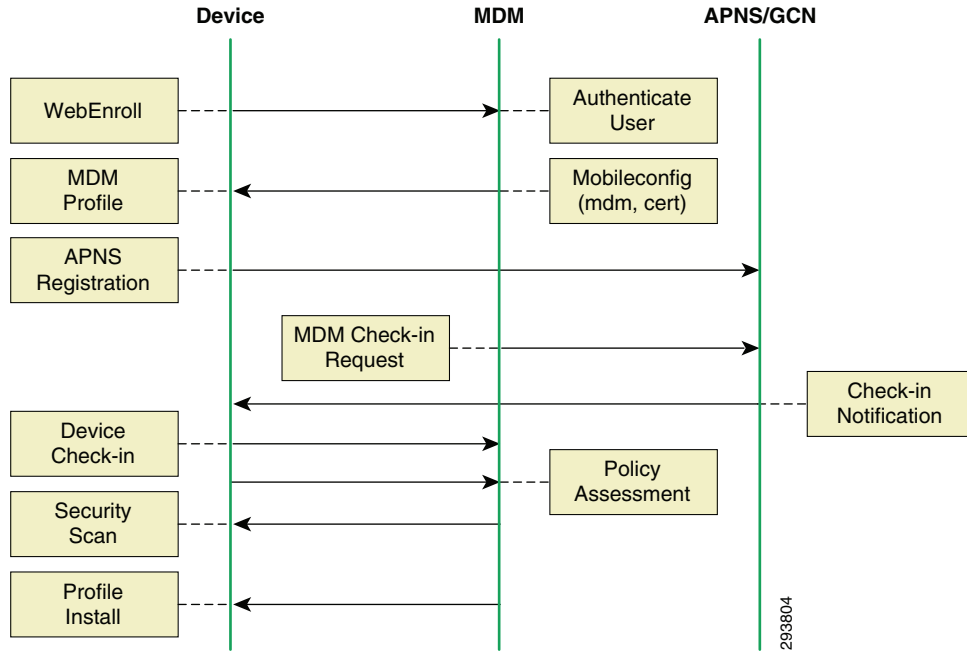 Device
MDM
APNS/GCN
WebEnroll
Authenticate
User
MDM
Profile
Mobileconfig
(mdm, cert)
APNS
Registration
MDM Check-in
Request
Check-in
Notification
Device
Check-in
Policy
Assessment
Security
Scan
Profile
Install
293804